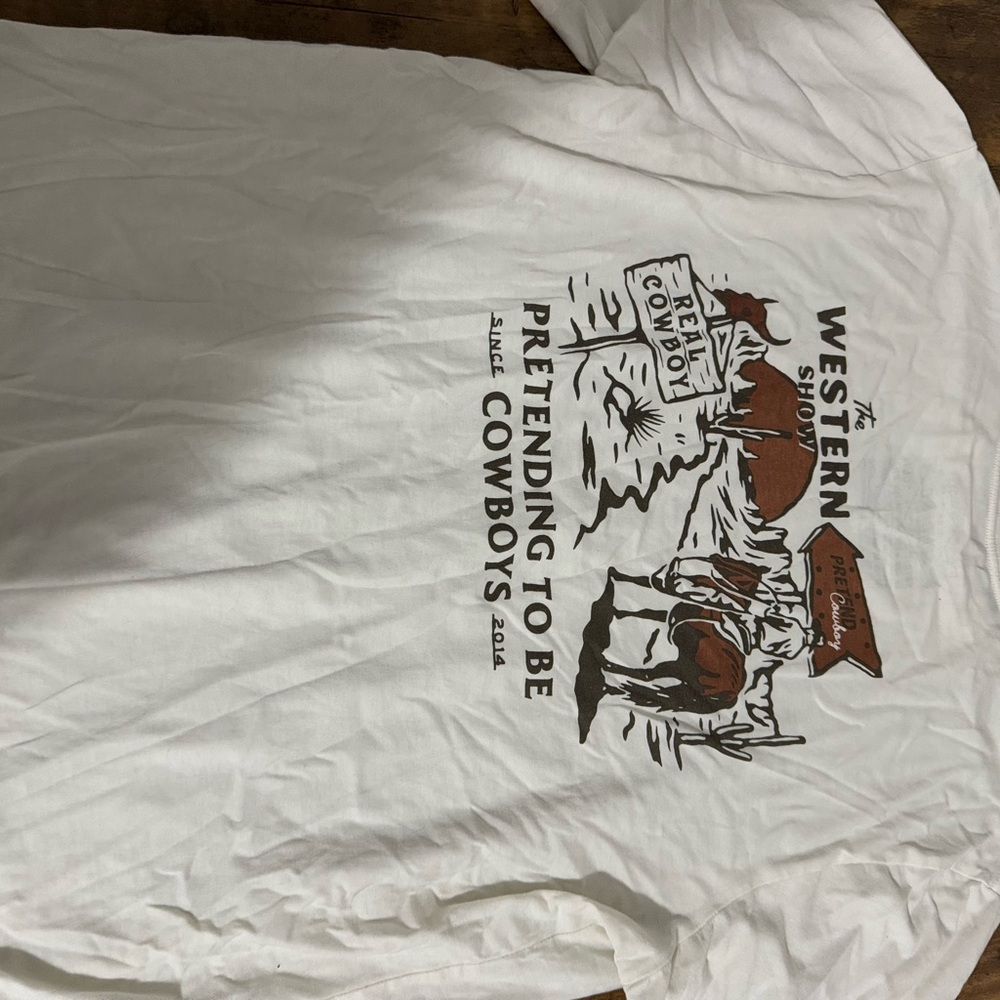 The
WESTERN
SHOW
PRETEND
Cowboy
REAL
COWBOY
PRETENDING TO BE
SINCE COWBOYS 2014